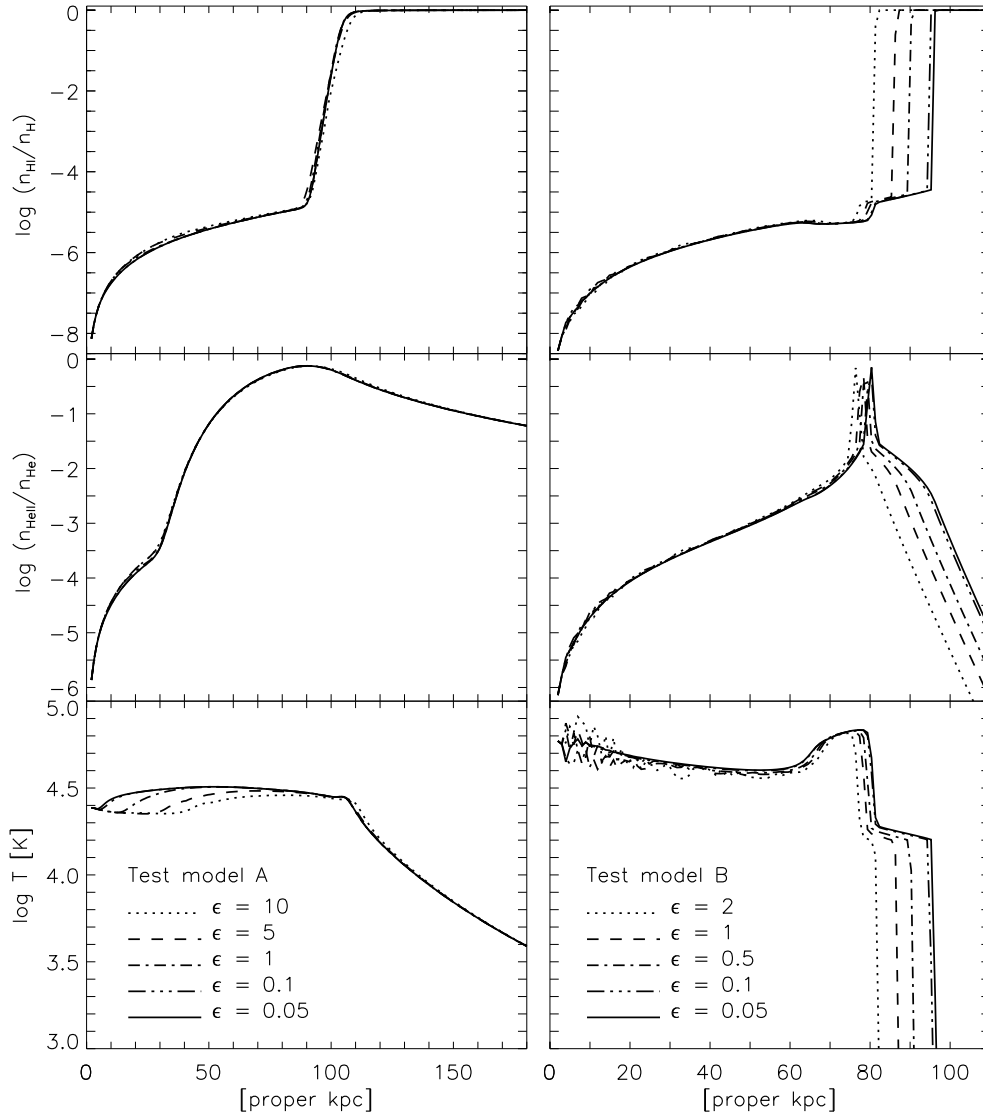 log (n_HI/n_H)
0
−2
−4
−6
−8
log (n_HeII/n_He)
0
−1
−2
−3
−4
−5
−6
log T [K]
5.0
4.5
4.0
3.5
3.0
Test model A
ϵ = 10
ϵ = 5
ϵ = 1
ϵ = 0.1
ϵ = 0.05
Test model B
ϵ = 2
ϵ = 1
ϵ = 0.5
ϵ = 0.1
ϵ = 0.05
0 50 100 150
0 20 40 60 80 100
[proper kpc]
[proper kpc]